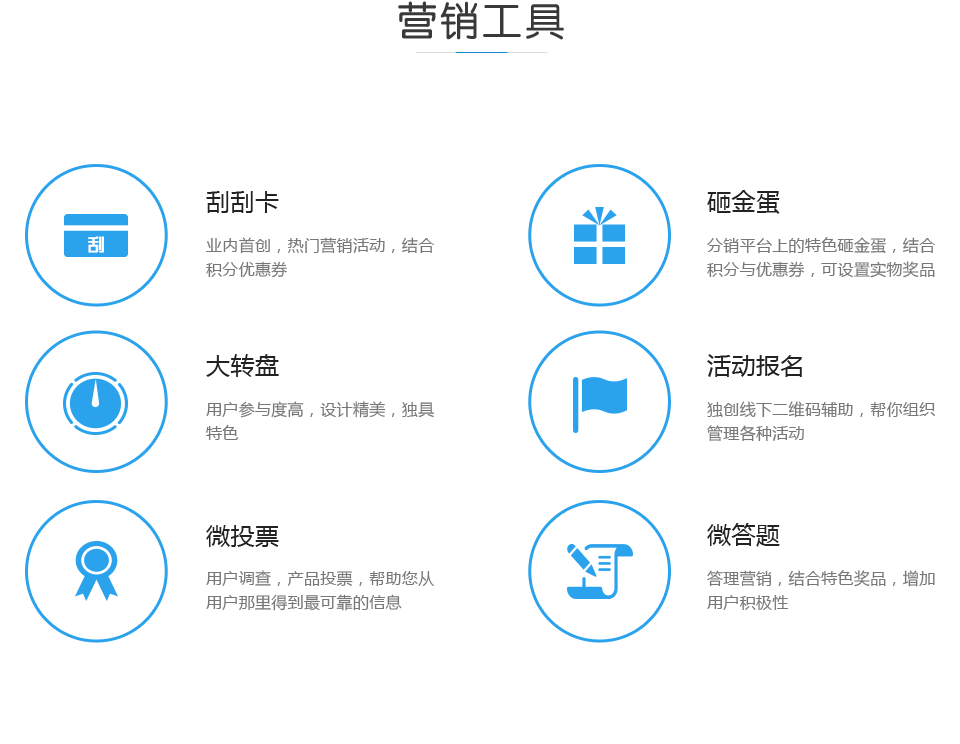 营销工具
刮
刮刮卡
业内首创，热门营销活动，结合
积分优惠券
砸金蛋
分销平台上的特色砸金蛋，结合
积分与优惠券，可设置实物奖品
大转盘
用户参与度高，设计精美，独具
特色
活动报名
独创线下二维码辅助，帮你组织
管理各种活动
微投票
用户调查，产品投票，帮助您从
用户那里得到最可靠的信息
微答题
答理营销，结合特色奖品，增加
用户积极性